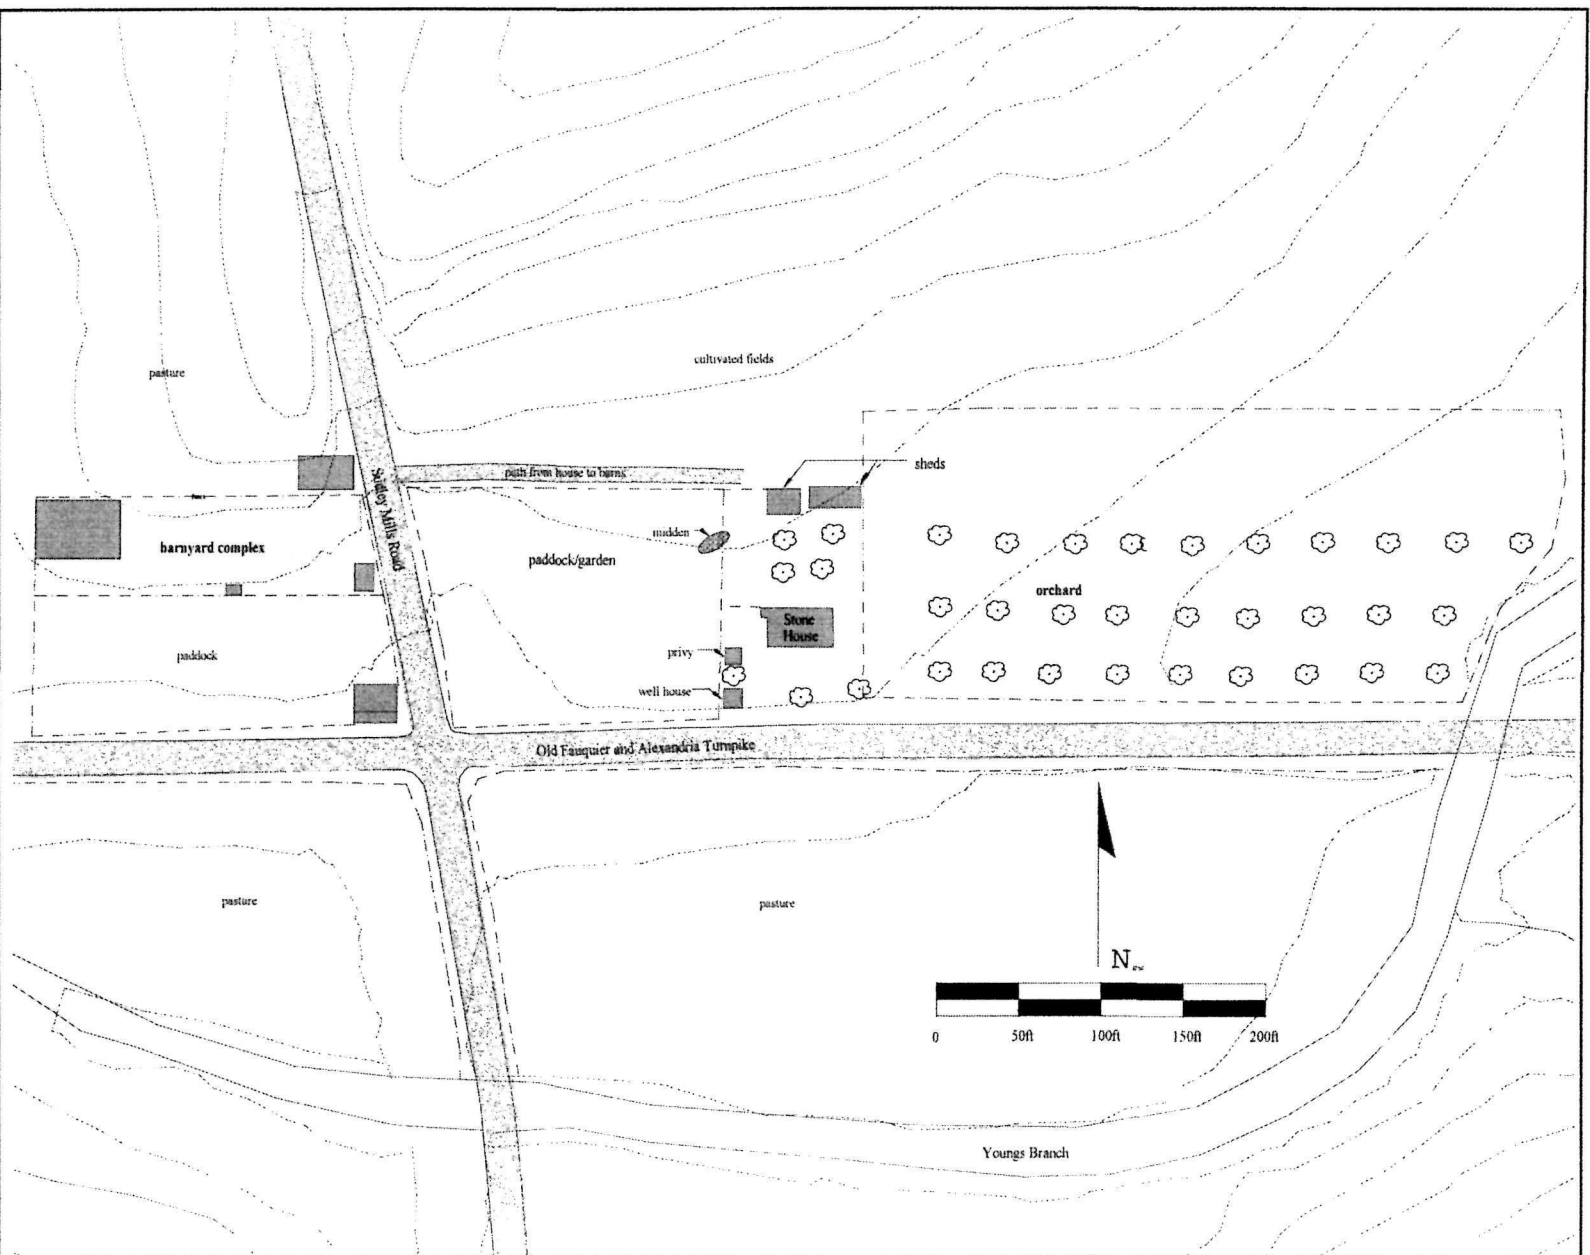 cultivated fields
pasture
sheds
path from house to barns
Sudley Mills Road
midden
barnyard complex
paddock/garden
orchard
Stone
House
privy
paddock
well house
Old Fauquier and Alexandria Turnpike
pasture
pasture
N
0 50ft 100ft 150ft 200ft
Youngs Branch